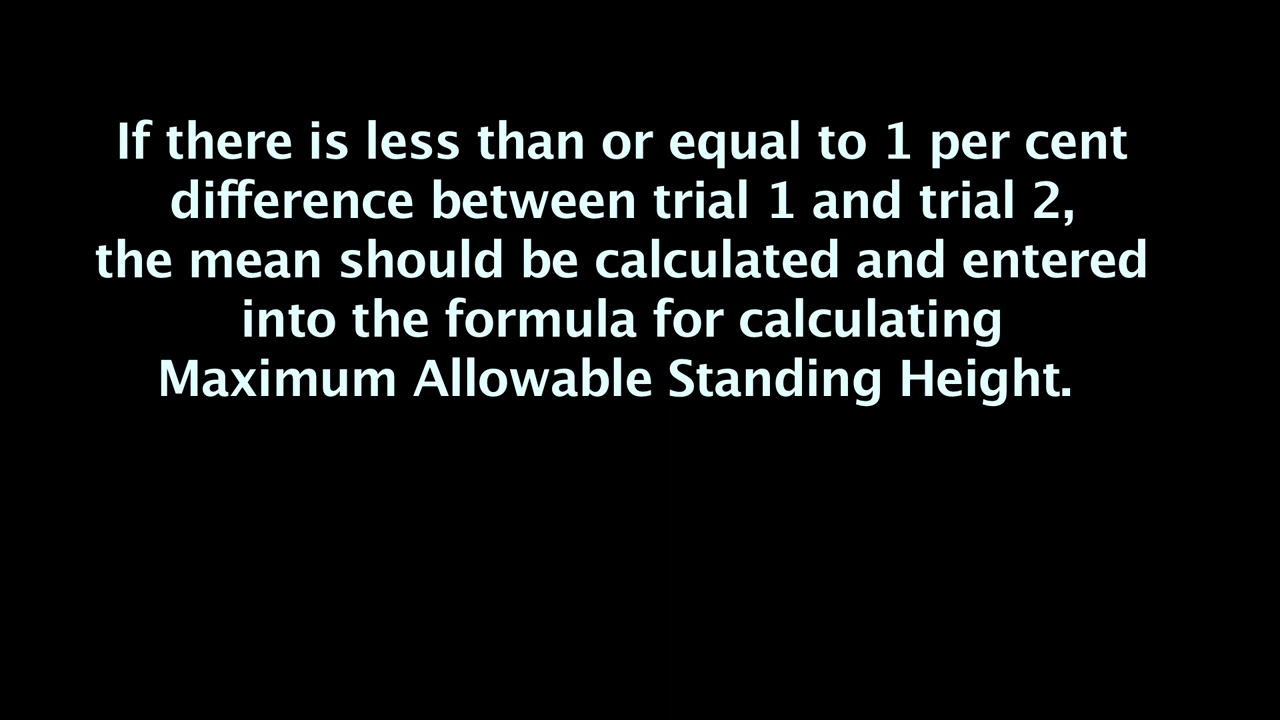 If there is less than or equal to 1 per cent
difference between trial 1 and trial 2,
the mean should be calculated and entered
into the formula for calculating
Maximum Allowable Standing Height.